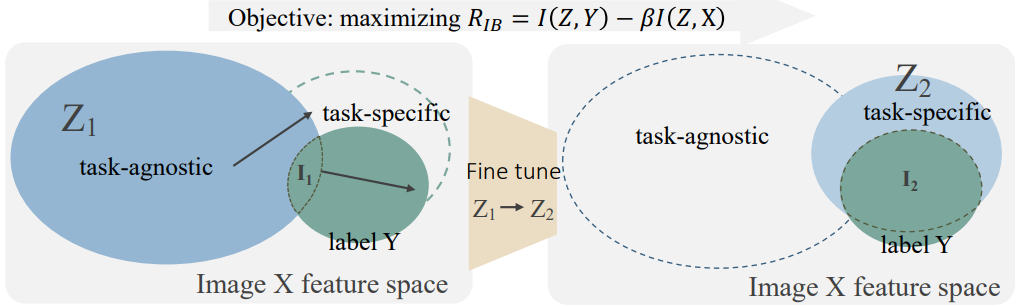 Objective: maximizing R_IB = I(Z, Y) − βI(Z, X)
Z₁
task-agnostic
task-specific
I₁
label Y
Image X feature space
Fine tune
Z₁ → Z₂
Z₂
task-specific
task-agnostic
I₂
label Y
Image X feature space